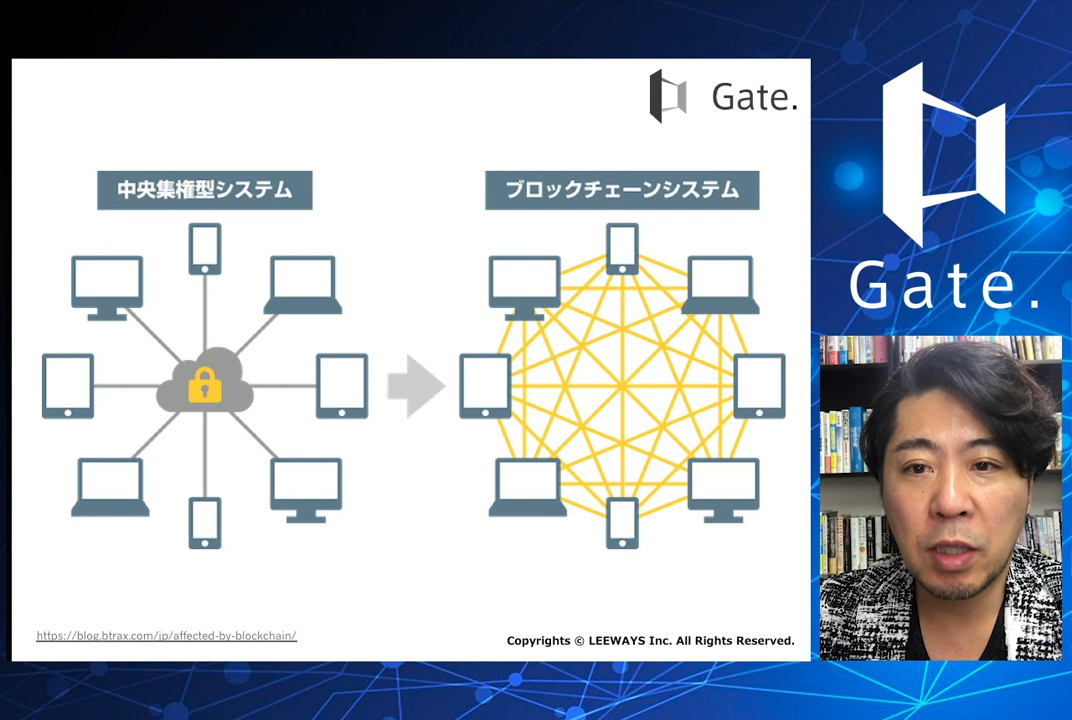 Gate.
中央集権型システム
ブロックチェーンシステム
https://blog.btrax.com/jp/affected-by-blockchain/
Copyrights © LEEWAYS Inc. All Rights Reserved.
Gate.